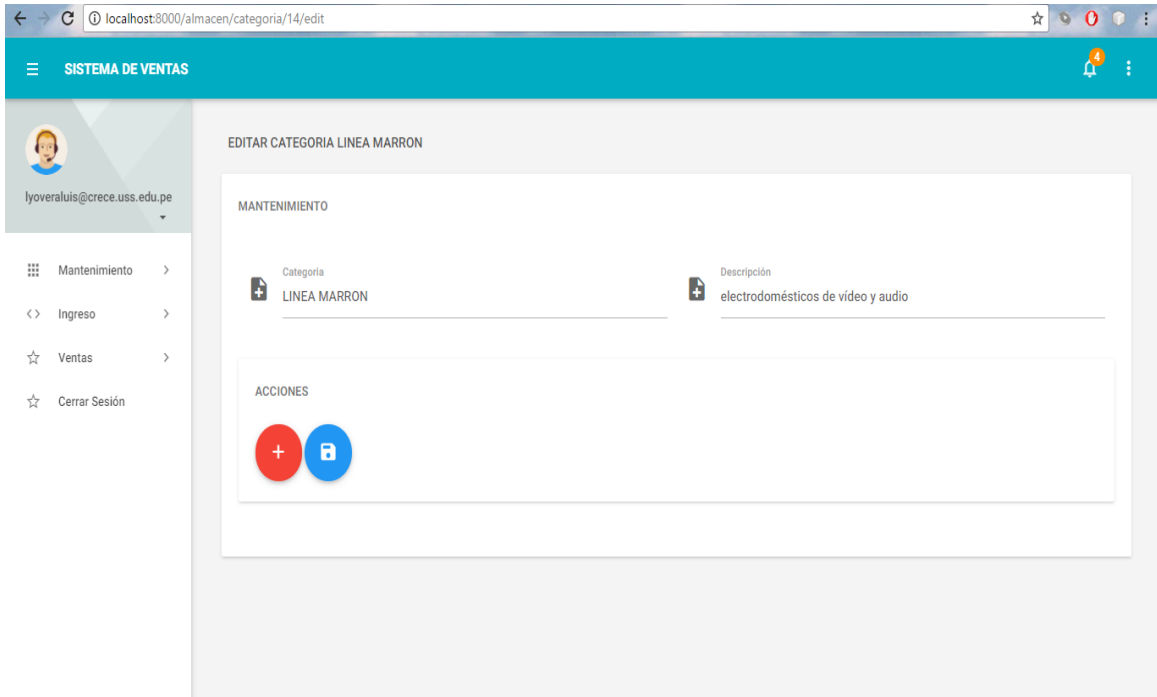 localhost:8000/almacen/categoria/14/edit
SISTEMA DE VENTAS
4
lyoveraluis@crece.uss.edu.pe
Mantenimiento
Ingreso
Ventas
Cerrar Sesión
EDITAR CATEGORIA LINEA MARRON
MANTENIMIENTO
Categoria
LINEA MARRON
Descripción
electrodomésticos de vídeo y audio
ACCIONES